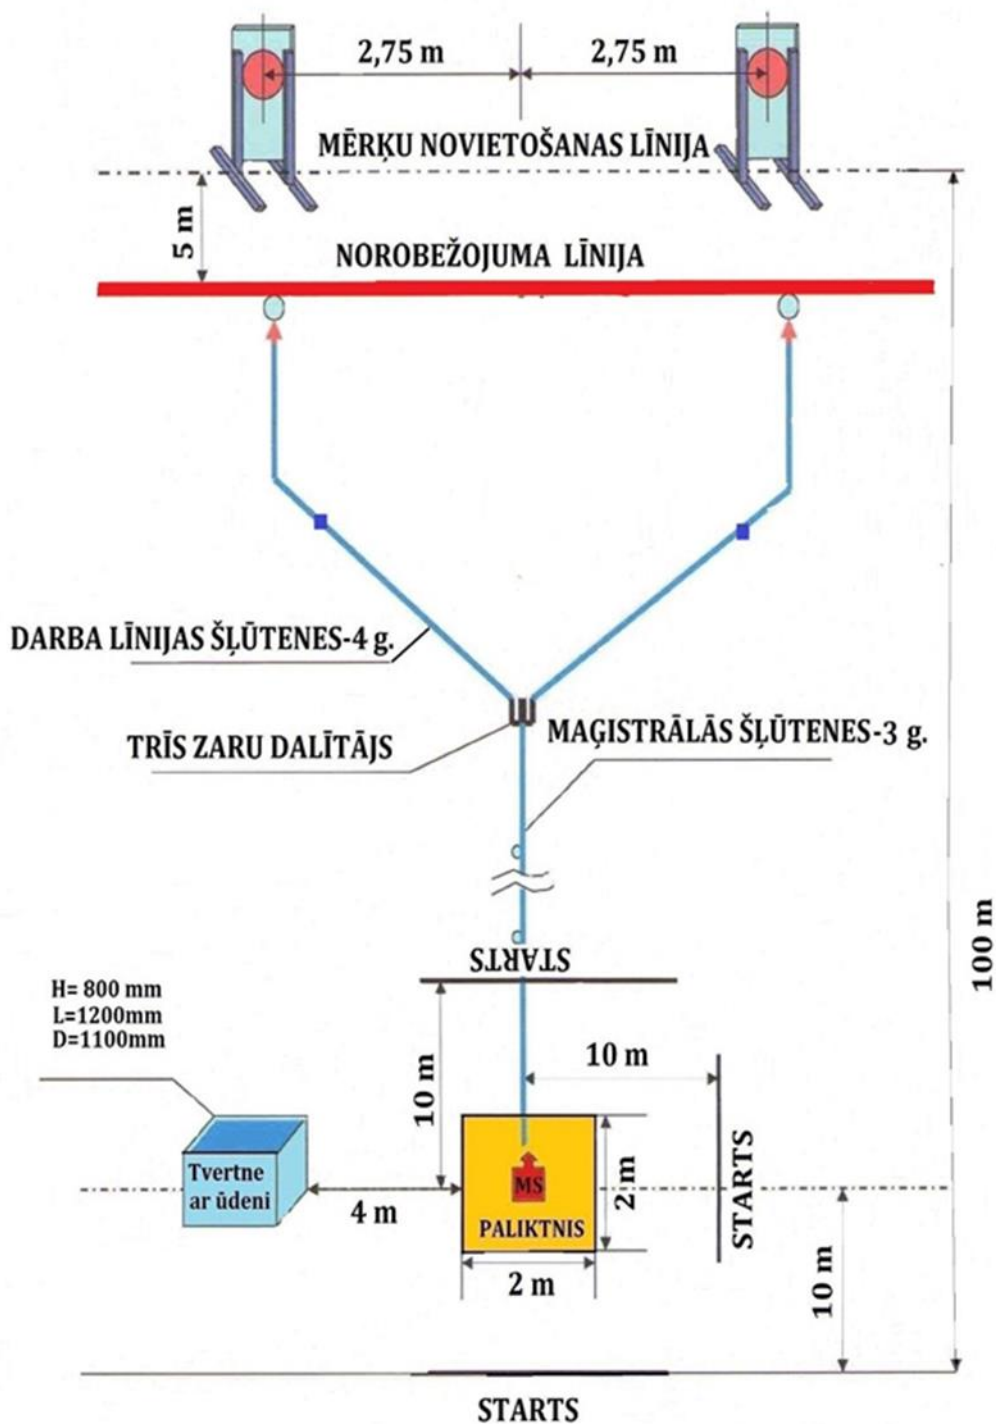 2,75 m
2,75 m
MĒRĶU NOVIETOŠANAS LĪNIJA
5 m
NOROBEŽOJUMA LĪNIJA
DARBA LĪNIJAS ŠĻŪTENES-4 g.
TRĪS ZARU DALĪTĀJS
MAĢISTRĀLĀS ŠĻŪTENES-3 g.
100 m
STARTS
H= 800 mm
L=1200mm
D=1100mm
10 m
10 m
Tvertne
ar ūdeni
4 m
MS
PALIKTNIS
2 m
2 m
STARTS
10 m
STARTS